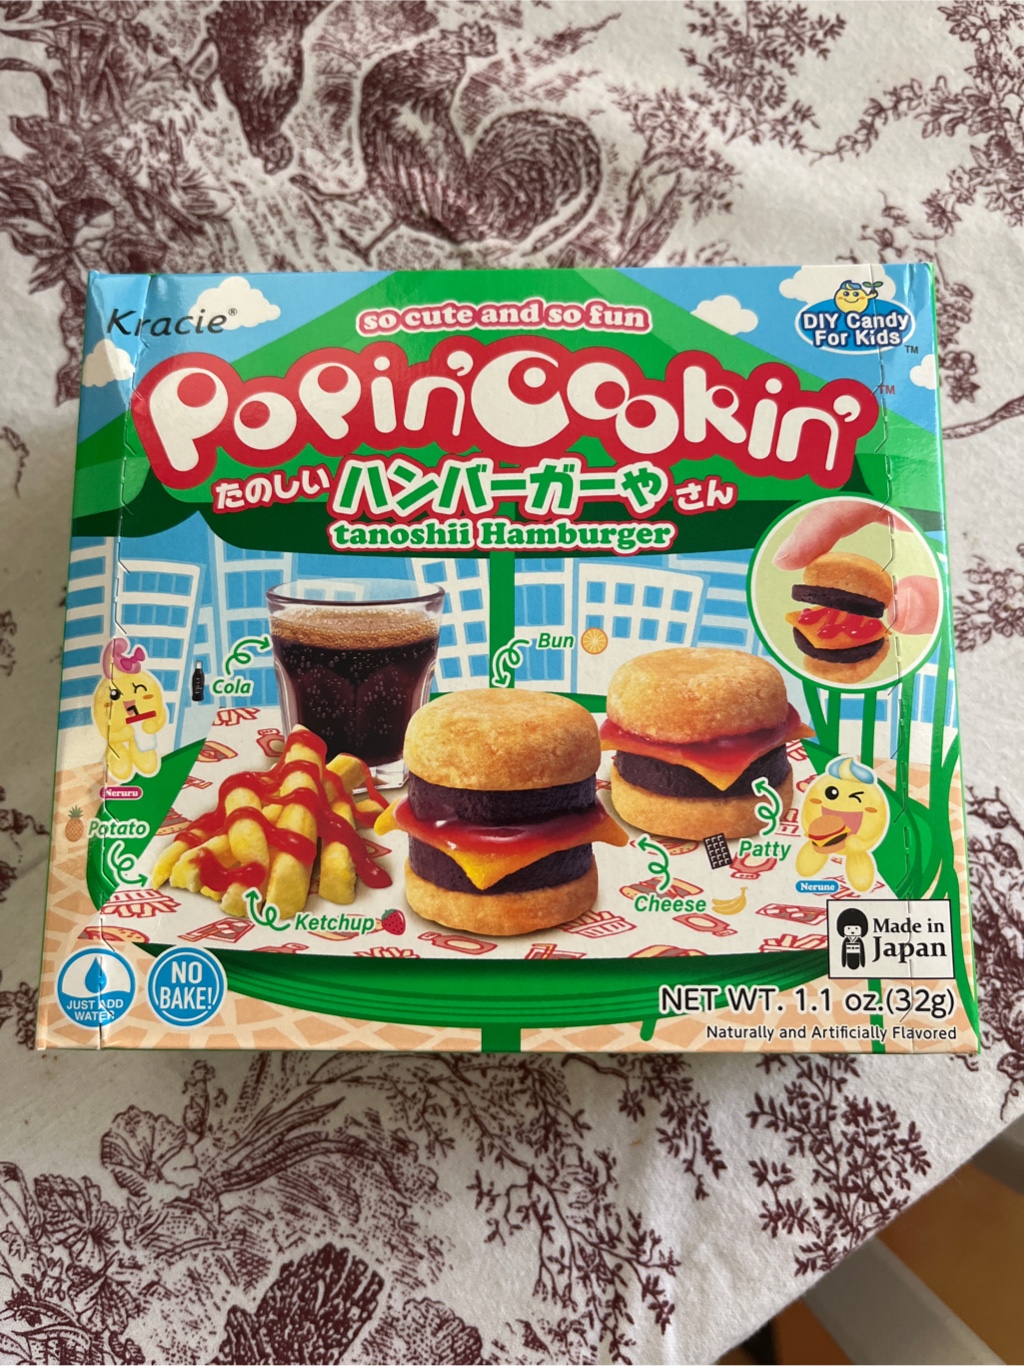 Kracie®
so cute and so fun
DIY Candy
For Kids™
Popin'Cookin'™
たのしい ハンバーガーや さん
tanoshii Hamburger
Bun
Cola
Neruru
Potato
Patty
Cheese
Ketchup
Nerune
Made in
Japan
JUST ADD
WATER
NO
BAKE!
NET WT. 1.1 oz.(32g)
Naturally and Artificially Flavored